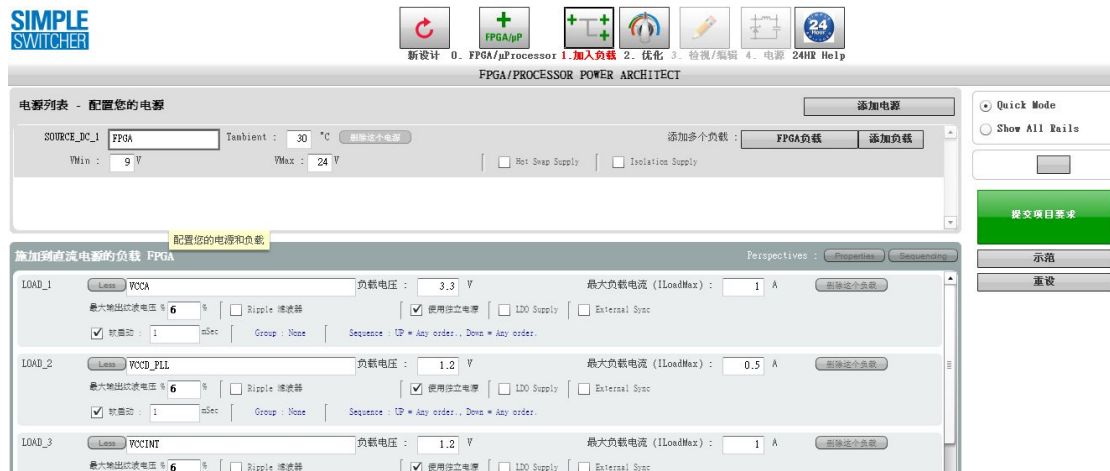 SIMPLE
SWITCHER
FPGA/μP
24
Hour
新设计 0. FPGA/μProcessor 1.加入负载 2. 优化 3. 检视/编辑 4. 电源 24HR Help
FPGA/PROCESSOR POWER ARCHITECT
电源列表 - 配置您的电源 添加电源
Quick Mode
Show All Rails
SOURCE_DC_1 FPGA Tambient : 30 °C 删除这个电源 添加多个负载 : FPGA负载 添加负载
VMin : 9 V VMax : 24 V Hot Swap Supply Isolation Supply
提交项目要求
示范
重设
配置您的电源和负载
施加到直流电源的负载 FPGA Perspectives : Properties Sequencing
LOAD_1 Less VCCA 负载电压 : 3.3 V 最大负载电流 (ILoadMax) : 1 A 删除这个负载
最大输出纹波电压 % 6 % Ripple 滤波器 使用独立电源 LDO Supply External Sync
软启动 : 1 mSec Group : None Sequence : UP = Any order., Down = Any order.
LOAD_2 Less VCCD_PLL 负载电压 : 1.2 V 最大负载电流 (ILoadMax) : 0.5 A 删除这个负载
最大输出纹波电压 % 6 % Ripple 滤波器 使用独立电源 LDO Supply External Sync
软启动 : 1 mSec Group : None Sequence : UP = Any order., Down = Any order.
LOAD_3 Less VCCINT 负载电压 : 1.2 V 最大负载电流 (ILoadMax) : 1 A 删除这个负载
最大输出纹波电压 % 6 % Ripple 滤波器 使用独立电源 LDO Supply External Sync